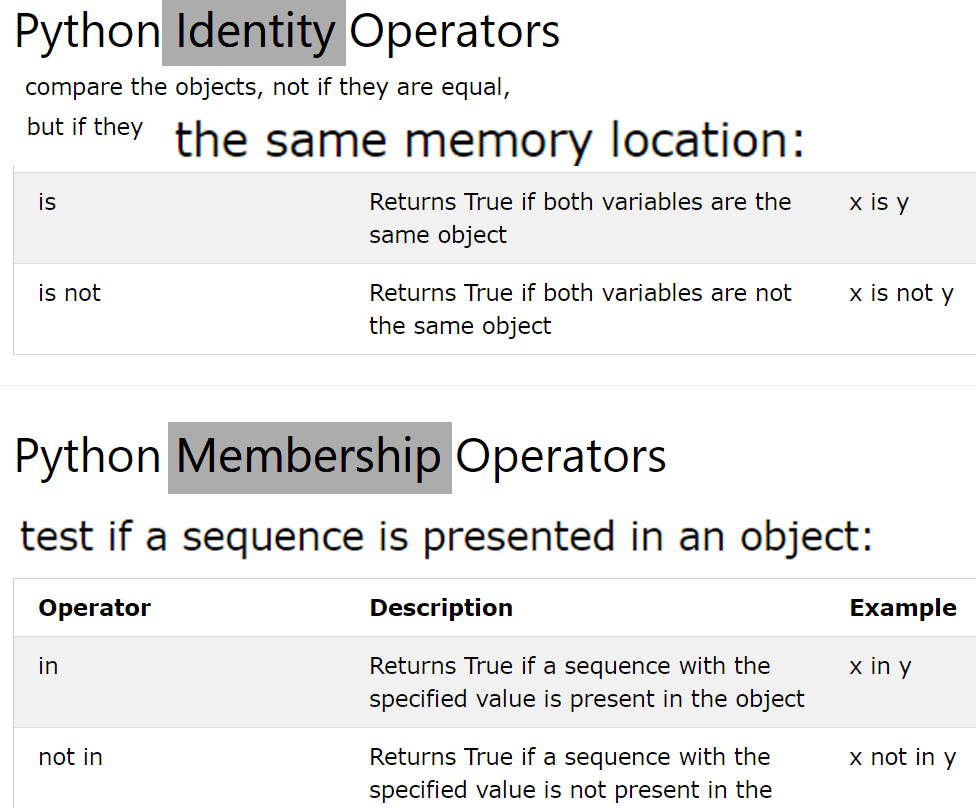 Python Identity Operators
compare the objects, not if they are equal,
but if they the same memory location:
is Returns True if both variables are the x is y
same object
is not Returns True if both variables are not x is not y
the same object
Python Membership Operators
test if a sequence is presented in an object:
Operator Description Example
in Returns True if a sequence with the x in y
specified value is present in the object
not in Returns True if a sequence with the x not in y
specified value is not present in the